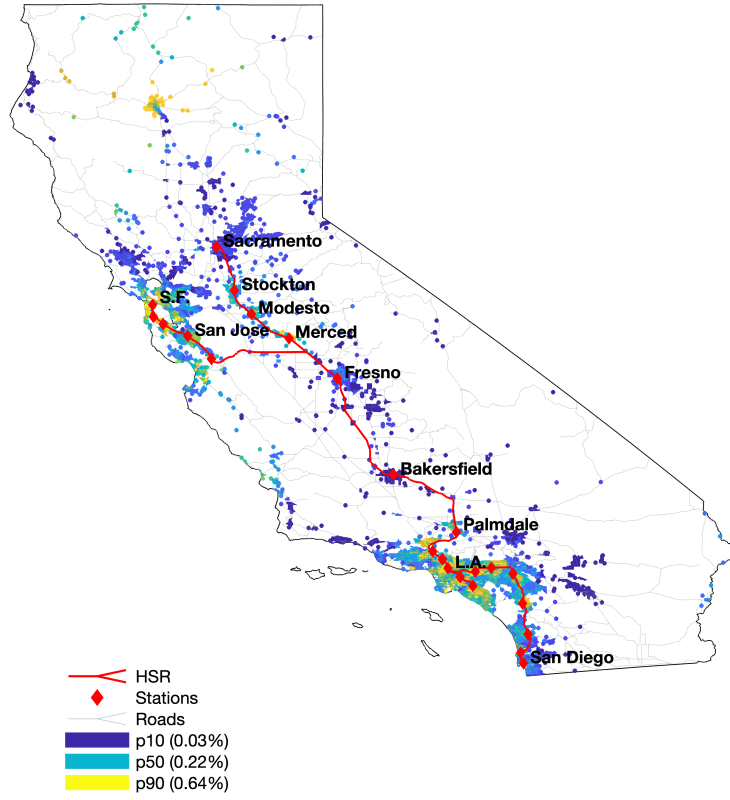 Sacramento
Stockton
S.F.
Modesto
San Jose
Merced
Fresno
Bakersfield
Palmdale
L.A.
San Diego
HSR
Stations
Roads
p10 (0.03%)
p50 (0.22%)
p90 (0.64%)